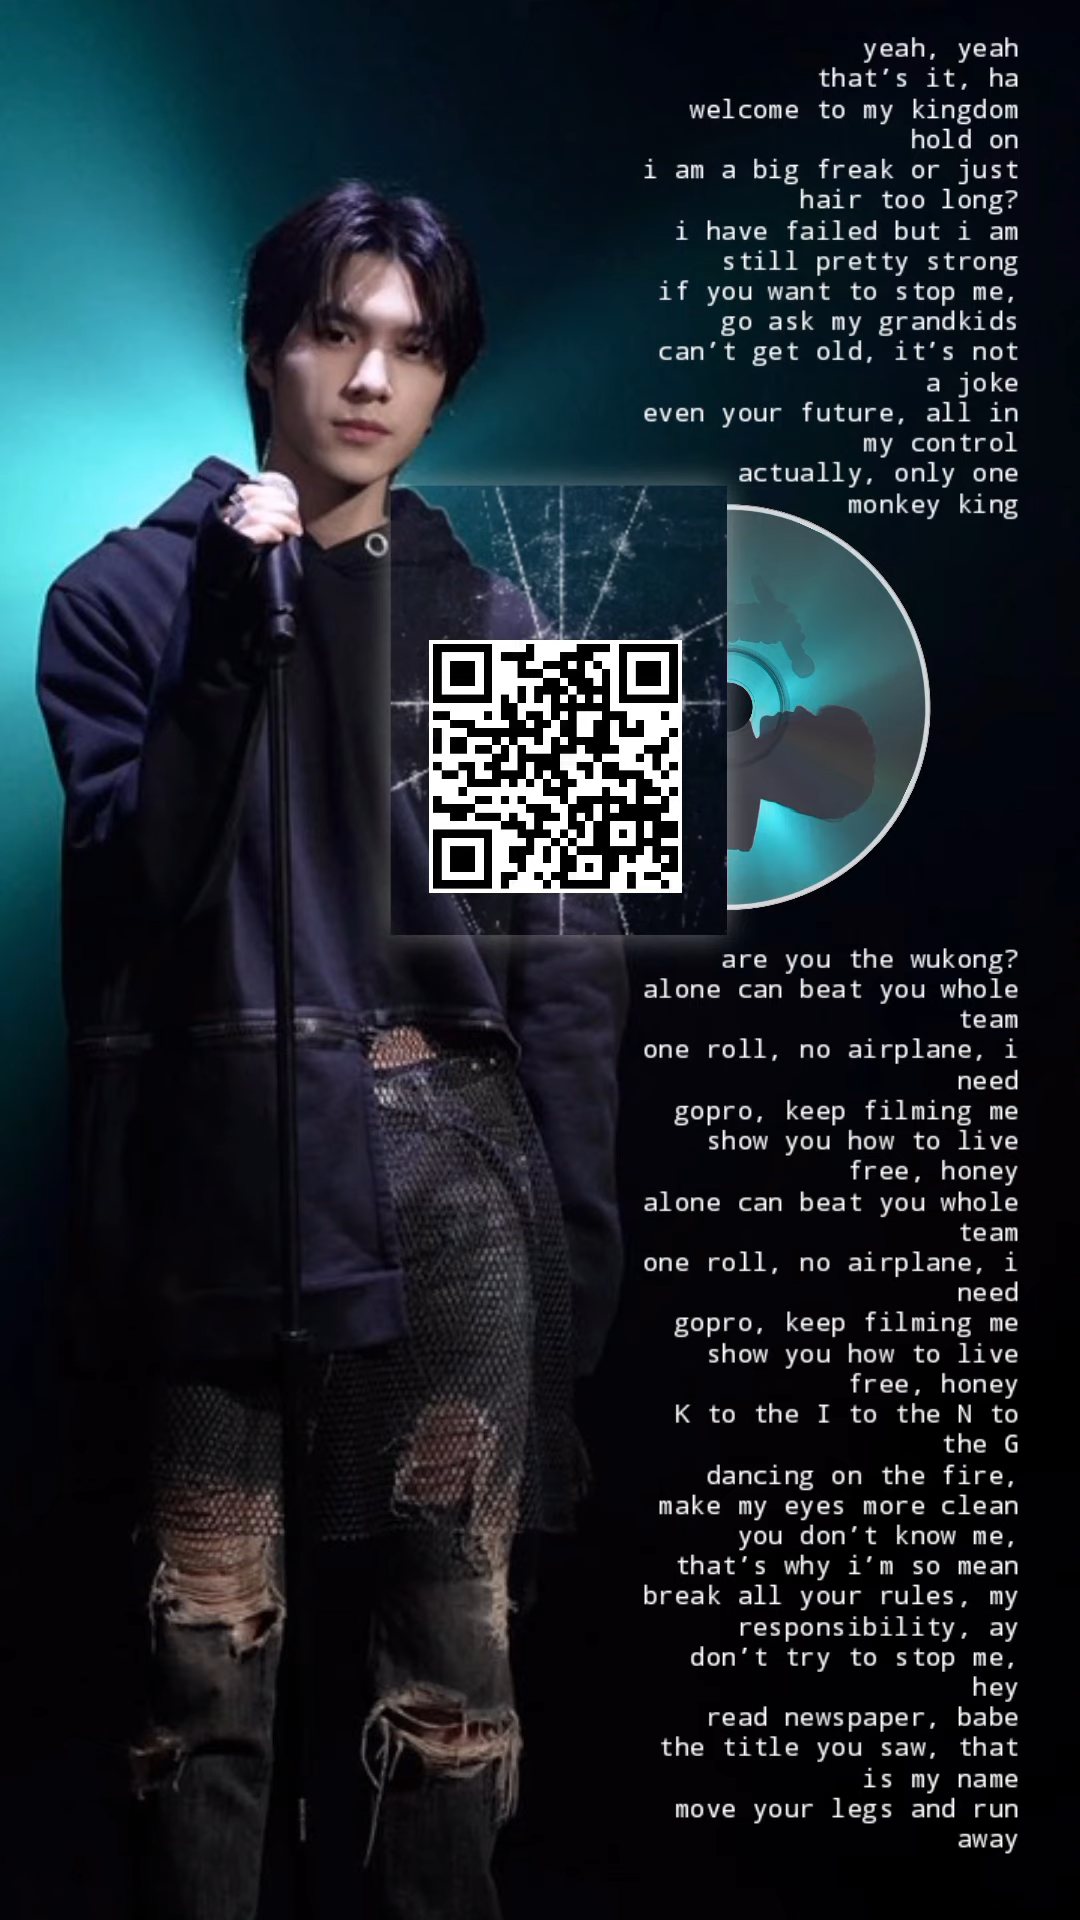 yeah, yeah
that’s it, ha
welcome to my kingdom
hold on
i am a big freak or just
hair too long?
i have failed but i am
still pretty strong
if you want to stop me,
go ask my grandkids
can’t get old, it’s not
a joke
even your future, all in
my control
actually, only one
monkey king
are you the wukong?
alone can beat you whole
team
one roll, no airplane, i
need
gopro, keep filming me
show you how to live
free, honey
alone can beat you whole
team
one roll, no airplane, i
need
gopro, keep filming me
show you how to live
free, honey
K to the I to the N to
the G
dancing on the fire,
make my eyes more clean
you don’t know me,
that’s why i’m so mean
break all your rules, my
responsibility, ay
don’t try to stop me,
hey
read newspaper, babe
the title you saw, that
is my name
move your legs and run
away